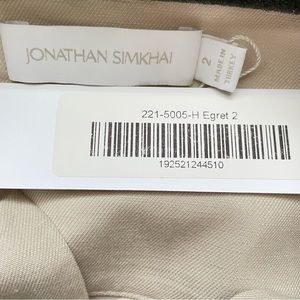 JONATHAN SIMKHAI
2
MADE IN
TURKEY
221-5005-H Egret 2
192521244510